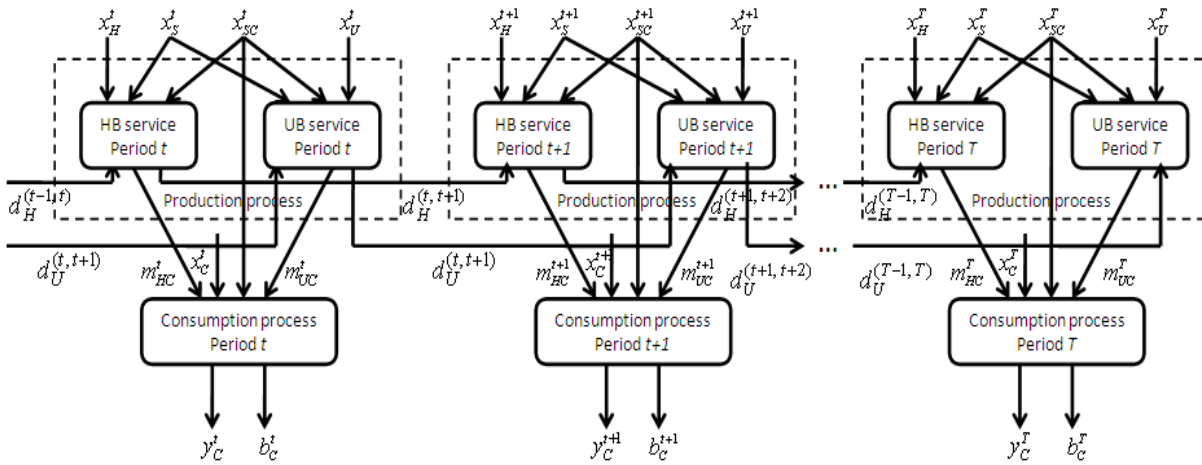 x_H^t x_S^t x_SC^t x_U^t x_H^{t+1} x_S^{t+1} x_SC^{t+1} x_U^{t+1} x_H^T x_S^T x_SC^T x_U^T
HB service
Period t
UB service
Period t
HB service
Period t+1
UB service
Period t+1
HB service
Period T
UB service
Period T
d_H^{(t-1,t)}
Production process
d_H^{(t,t+1)}
Production process
d_H^{(t+1,t+2)}
...
d_H^{(T-1,T)}
Production process
d_U^{(t,t+1)}
m_HC^t
x_C^t
m_UC^t
d_U^{(t,t+1)}
m_HC^{t+1}
m_UC^{t+1}
d_U^{(t+1,t+2)}
...
d_U^{(T-1,T)}
m_HC^T
x_C^T
m_UC^T
Consumption process
Period t
Consumption process
Period t+1
Consumption process
Period T
y_C^t b_C^t y_C^{t+1} b_C^{t+1} y_C^T b_C^T